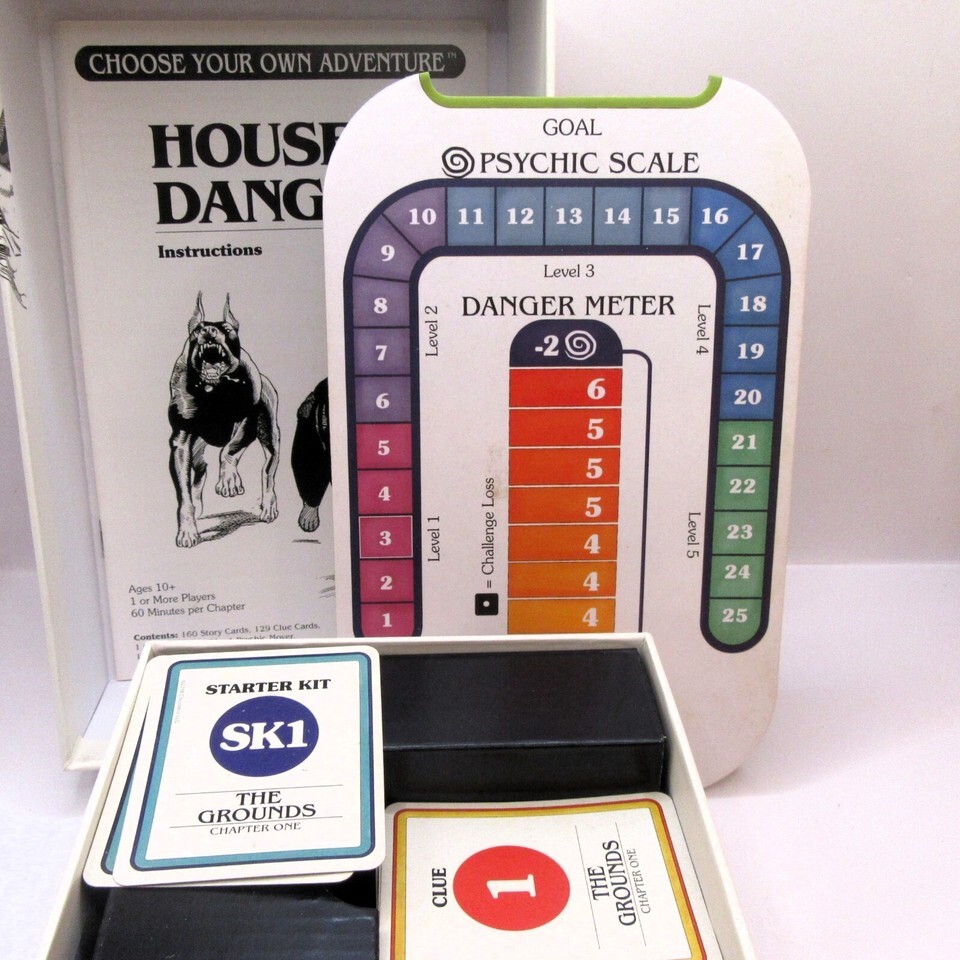 CHOOSE YOUR OWN ADVENTURE™
HOUSE
DANG
Instructions
Ages 10+
1 or More Players
60 Minutes per Chapter
Contents: 160 Story Cards, 129 Clue Cards,
Psychic Mover,
GOAL
PSYCHIC SCALE
10 11 12 13 14 15 16
9 17
8 18
7 19
6 20
5 21
4 22
3 23
2 24
1 25
Level 1
Level 2
Level 3
Level 4
Level 5
DANGER METER
-2
6
5
5
5
4
4
4
= Challenge Loss
STARTER KIT
SK1
THE
GROUNDS
CHAPTER ONE
CLUE
1
THE
GROUNDS
CHAPTER ONE